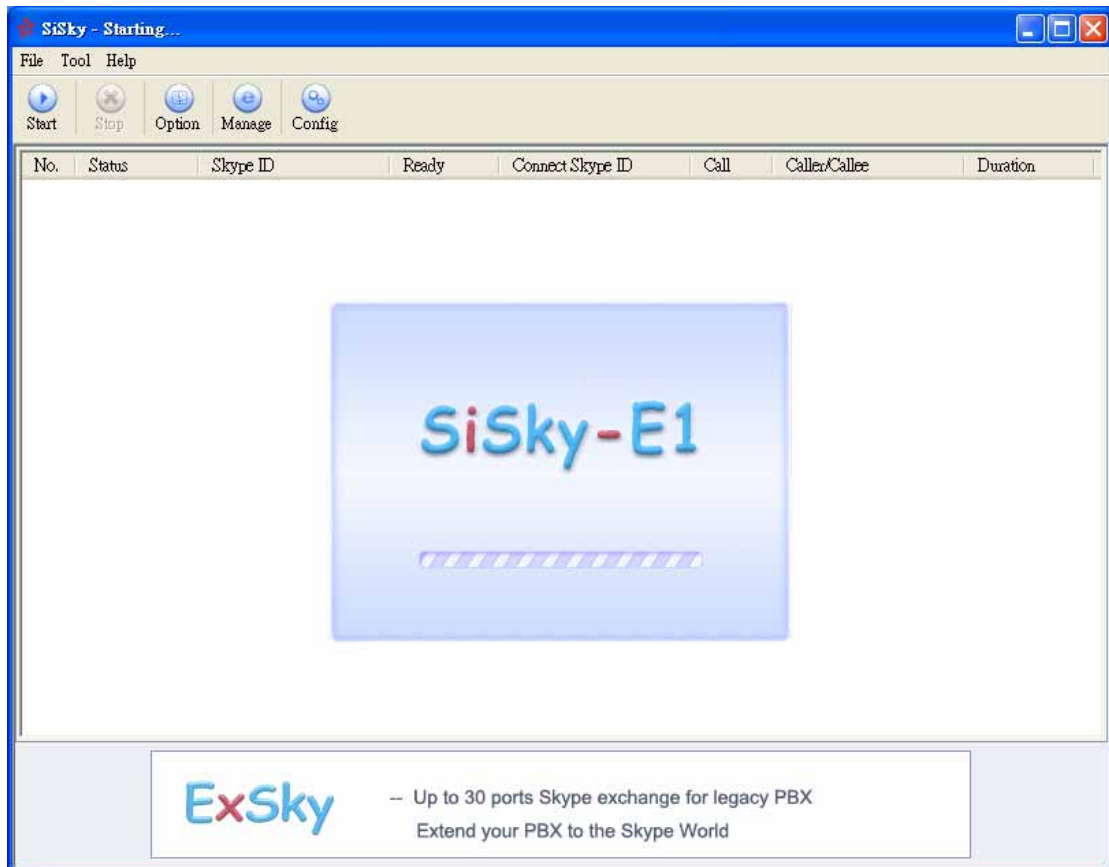 SiSky - Starting...
File Tool Help
Start Stop Option Manage Config
No. Status Skype ID Ready Connect Skype ID Call Caller/Callee Duration
SiSky-E1
ExSky
-- Up to 30 ports Skype exchange for legacy PBX
Extend your PBX to the Skype World